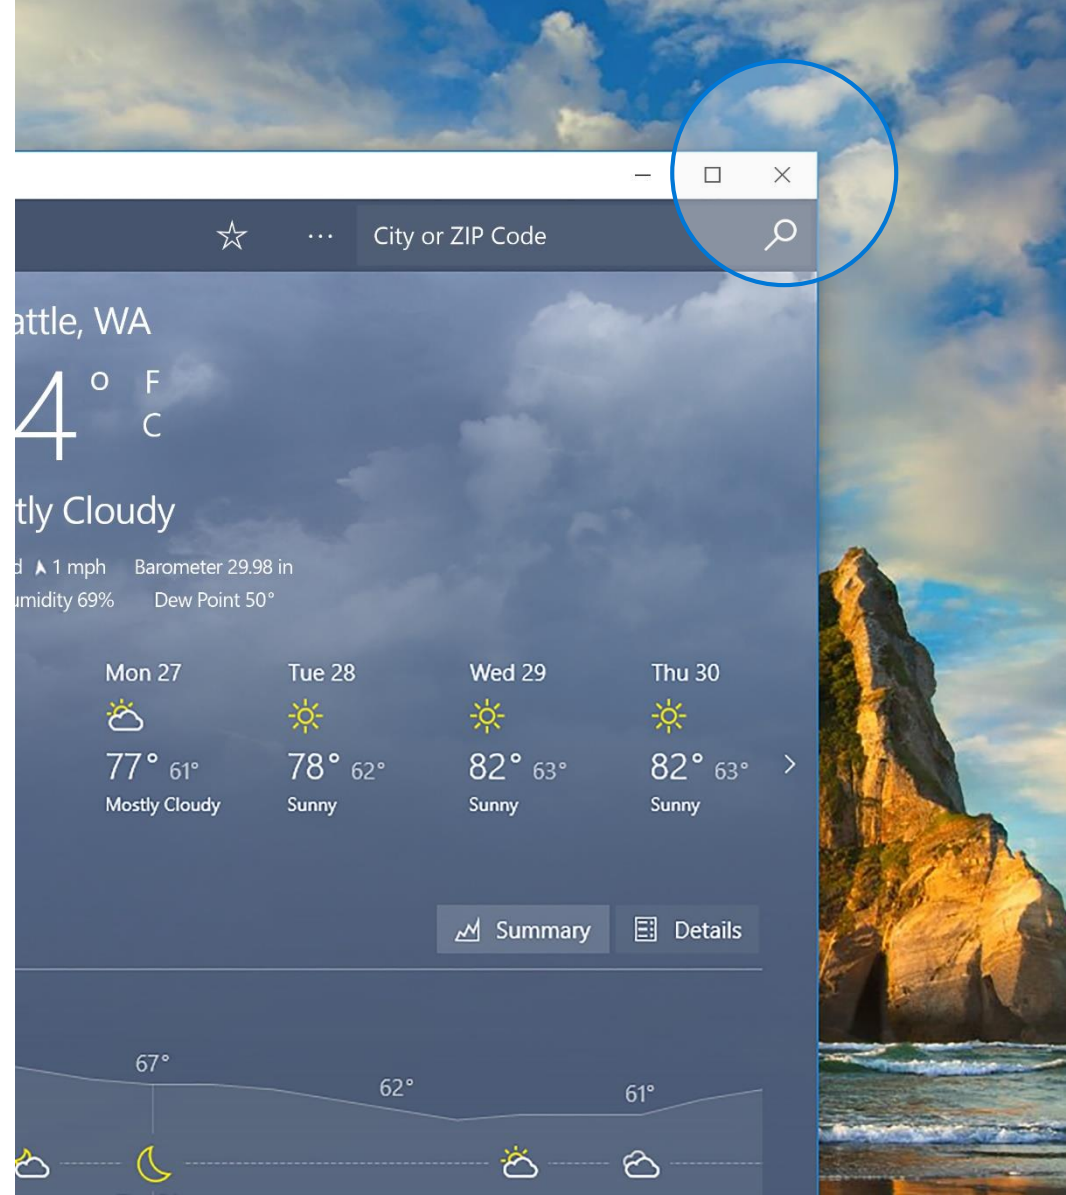 City or ZIP Code
attle, WA
4° F
C
tly Cloudy
d 1 mph Barometer 29.98 in
umidity 69% Dew Point 50°
Mon 27 Tue 28 Wed 29 Thu 30
77° 61° 78° 62° 82° 63° 82° 63°
Mostly Cloudy Sunny Sunny Sunny
Summary Details
67°
62°
61°